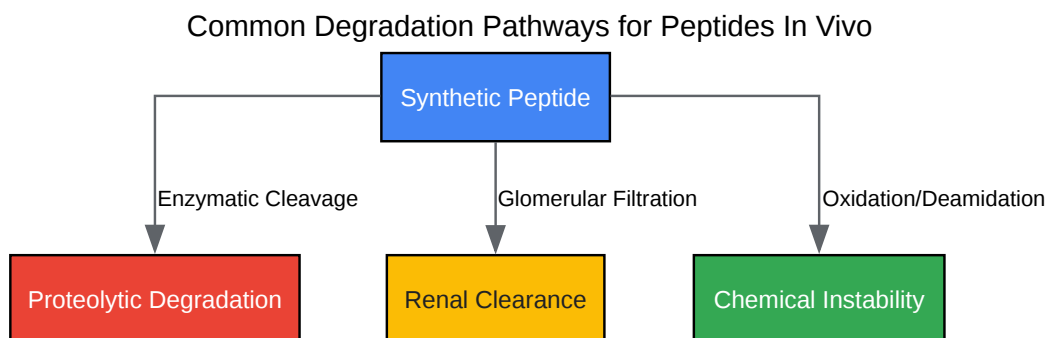 Common Degradation Pathways for Peptides In Vivo
Synthetic Peptide
Enzymatic Cleavage
Glomerular Filtration
Oxidation/Deamidation
Proteolytic Degradation
Renal Clearance
Chemical Instability